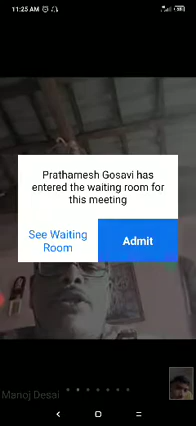 11:25 AM
Prathamesh Gosavi has
entered the waiting room for
this meeting
See Waiting
Room
Admit
Manoj Desai